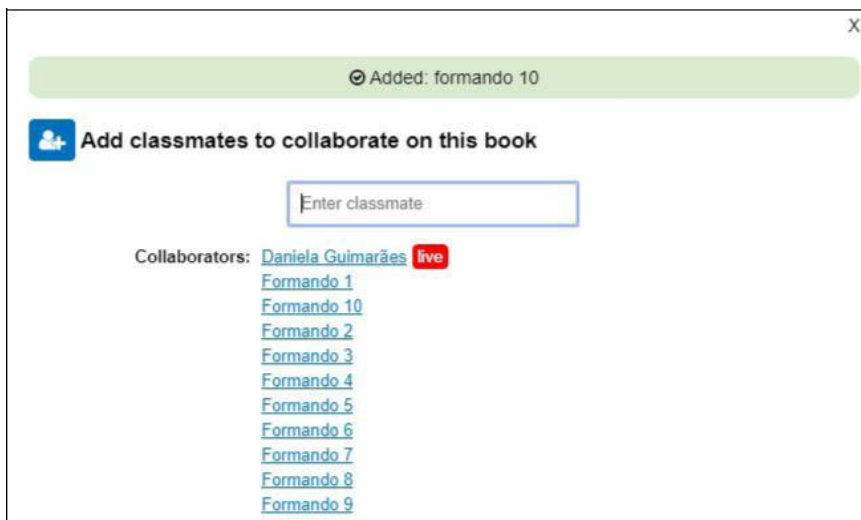 X
Added: formando 10
Add classmates to collaborate on this book
Enter classmate
Collaborators: Daniela Guimarães live
Formando 1
Formando 10
Formando 2
Formando 3
Formando 4
Formando 5
Formando 6
Formando 7
Formando 8
Formando 9